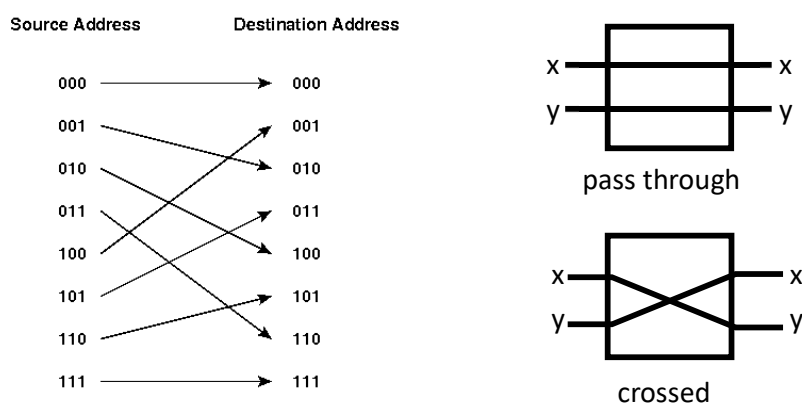 Source Address Destination Address
000 000
001 001
010 010
011 011
100 100
101 101
110 110
111 111
x x
y y
pass through
x x
y y
crossed